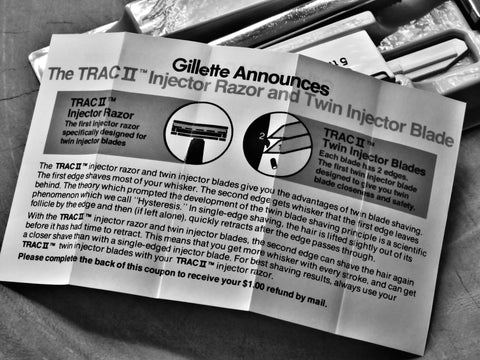 Gillette Announces
The TRAC II™ Injector Razor and Twin Injector Blade
TRAC II™
Injector Razor
The first injector razor
specifically designed for
twin injector blades
2
TRAC II™
Twin Injector Blades
Each blade has 2 edges.
The first twin injector blade
designed to give you twin
blade closeness and safety.
The TRAC II™ injector razor and twin injector blades give you the advantages of twin blade shaving.
The first edge shaves most of your whisker. The second edge gets whisker that the first edge leaves
behind. The theory which prompted the development of the twin blade shaving principle is a scientific
phenomenon which we call "Hysteresis." In single-edge shaving, the hair is lifted slightly out of its
follicle by the edge and then (if left alone), quickly retracts after the edge passes through.
With the TRAC II™ injector razor and twin injector blades, the second edge can shave the hair again
before it has had time to retract. This means that you get more whisker with every stroke, and can get
a closer shave than with a single-edged injector blade. For best shaving results, always use your
TRAC II™ twin injector blades with your TRAC II™ injector razor.
Please complete the back of this coupon to receive your $1.00 refund by mail.